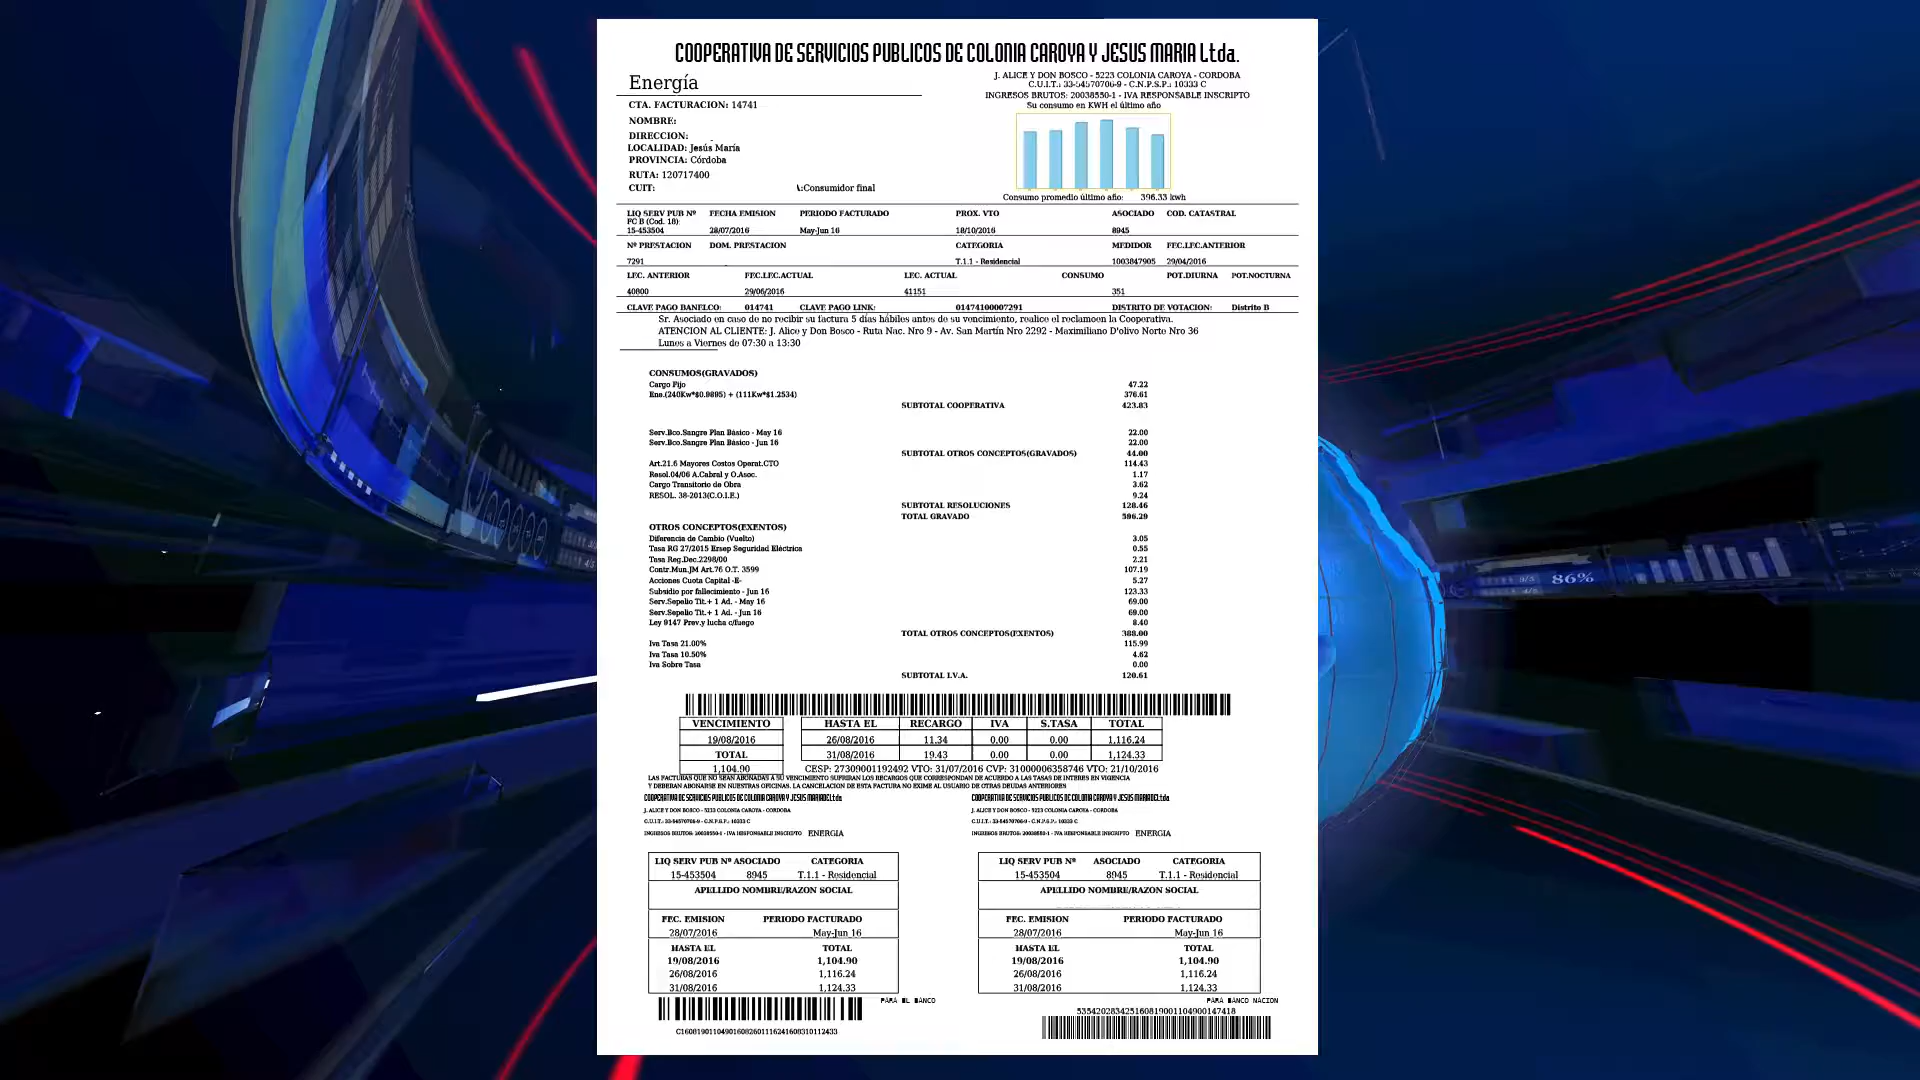 COOPERATIVA DE SERVICIOS PUBLICOS DE COLONIA CAROYA Y JESUS MARIA Ltda.
Energía
J. ALICE Y DON BOSCO - 5223 COLONIA CAROYA - CORDOBA
C.U.I.T.: 33-54570706-9 - C.N.P.S.P.: 10333 C
INGRESOS BRUTOS: 20038550-1 - IVA RESPONSABLE INSCRIPTO
Su consumo en KWH el último año
CTA. FACTURACION: 14741
NOMBRE:
DIRECCION:
LOCALIDAD: Jesús María
PROVINCIA: Córdoba
RUTA: 120717400
CUIT: :Consumidor final
Consumo promedio último año: 396.33 kwh
LIQ SERV PUB Nº FECHA EMISION PERIODO FACTURADO PROX. VTO ASOCIADO COD. CATASTRAL
FC B (Cod. 18):
15-453504 28/07/2016 May-Jun 16 18/10/2016 8945
Nº PRESTACION DOM. PRESTACION CATEGORIA MEDIDOR FEC.LEC.ANTERIOR
7291 T.1.1 - Residencial 1003847905 29/04/2016
LEC. ANTERIOR FEC.LEC.ACTUAL LEC. ACTUAL CONSUMO POT.DIURNA POT.NOCTURNA
40800 29/06/2016 41151 351
CLAVE PAGO BANELCO: 014741 CLAVE PAGO LINK: 01474100007291 DISTRITO DE VOTACION: Distrito B
Sr. Asociado en caso de no recibir su factura 5 días hábiles antes de su vencimiento, realice el reclamoen la Cooperativa.
ATENCION AL CLIENTE: J. Alice y Don Bosco - Ruta Nac. Nro 9 - Av. San Martín Nro 2292 - Maximiliano D'olivo Norte Nro 36
Lunes a Viernes de 07:30 a 13:30
CONSUMOS(GRAVADOS)
Cargo Fijo 47.22
Ene.(240Kw*$0.9895) + (111Kw*$1.2534) 376.61
SUBTOTAL COOPERATIVA 423.83
Serv.Bco.Sangre Plan Básico - May 16 22.00
Serv.Bco.Sangre Plan Básico - Jun 16 22.00
SUBTOTAL OTROS CONCEPTOS(GRAVADOS) 44.00
Art.21.6 Mayores Costos Operat.CTO 114.43
Resol.04/06 A.Cabral y O.Asoc. 1.17
Cargo Transitorio de Obra 3.62
RESOL. 38-2013(C.O.I.E.) 9.24
SUBTOTAL RESOLUCIONES 128.46
TOTAL GRAVADO 596.29
OTROS CONCEPTOS(EXENTOS)
Diferencia de Cambio (Vuelto) 3.05
Tasa RG 27/2015 Ersep Seguridad Eléctrica 0.55
Tasa Reg.Dec.2298/00 2.21
Contr.Mun.JM Art.76 O.T. 3599 107.19
Acciones Cuota Capital -E- 5.27
Subsidio por fallecimiento - Jun 16 123.33
Serv.Sepelio Tit.+ 1 Ad. - May 16 69.00
Serv.Sepelio Tit.+ 1 Ad. - Jun 16 69.00
Ley 9147 Prev.y lucha c/fuego 8.40
TOTAL OTROS CONCEPTOS(EXENTOS) 388.00
Iva Tasa 21.00% 115.99
Iva Tasa 10.50% 4.62
Iva Sobre Tasa 0.00
SUBTOTAL I.V.A. 120.61
VENCIMIENTO HASTA EL RECARGO IVA S.TASA TOTAL
19/08/2016 26/08/2016 11.34 0.00 0.00 1,116.24
TOTAL 31/08/2016 19.43 0.00 0.00 1,124.33
1,104.90 CESP: 27309001192492 VTO: 31/07/2016 CVP: 31000006358746 VTO: 21/10/2016
LAS FACTURAS QUE NO SEAN ABONADAS A SU VENCIMIENTO SUFRIRAN LOS RECARGOS QUE CORRESPONDAN DE ACUERDO A LAS TASAS DE INTERES EN VIGENCIA
Y DEBERAN ABONARSE EN NUESTRAS OFICINAS. LA CANCELACION DE ESTA FACTURA NO EXIME AL USUARIO DE OTRAS DEUDAS ANTERIORES
COOPERATIVA DE SERVICIOS PUBLICOS DE COLONIA CAROYA Y JESUS MARIADELtda
J. ALICE Y DON BOSCO - 5233 COLONIA CAROYA - CORDOBA
C.U.I.T.: 33-54570706-9 - C.N.P.S.P.: 10333 C
INGRESOS BRUTOS: 20038550-1 - IVA RESPONSABLE INSCRIPTO ENERGIA
LIQ SERV PUB Nº ASOCIADO CATEGORIA
15-453504 8945 T.1.1 - Residencial
APELLIDO NOMBRE/RAZON SOCIAL
FEC. EMISION PERIODO FACTURADO
28/07/2016 May-Jun 16
HASTA EL TOTAL
19/08/2016 1,104.90
26/08/2016 1,116.24
31/08/2016 1,124.33
PARA EL BANCO
C160819011049016082601116241608310112433
COOPERATIVA DE SERVICIOS PUBLICOS DE COLONIA CAROYA Y JESUS MARIADELtda
J. ALICE Y DON BOSCO - 5223 COLONIA CAROYA - CORDOBA
C.U.I.T.: 33-54570706-9 - C.N.P.S.P.: 10333 C
INGRESOS BRUTOS: 20038550-1 - IVA RESPONSABLE INSCRIPTO ENERGIA
LIQ SERV PUB Nº ASOCIADO CATEGORIA
15-453504 8945 T.1.1 - Residencial
APELLIDO NOMBRE/RAZON SOCIAL
FEC. EMISION PERIODO FACTURADO
28/07/2016 May-Jun 16
HASTA EL TOTAL
19/08/2016 1,104.90
26/08/2016 1,116.24
31/08/2016 1,124.33
PARA BANCO NACION
5354202834251608190011049001474​18
86%